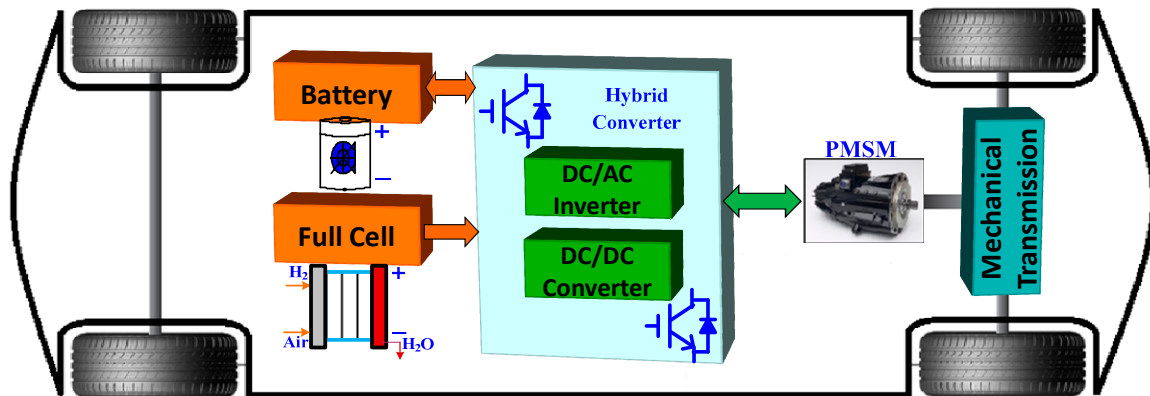 Battery
+
−
Full Cell
H₂
+
Air
−
H₂O
Hybrid
Converter
DC/AC
Inverter
DC/DC
Converter
PMSM
Mechanical
Transmission